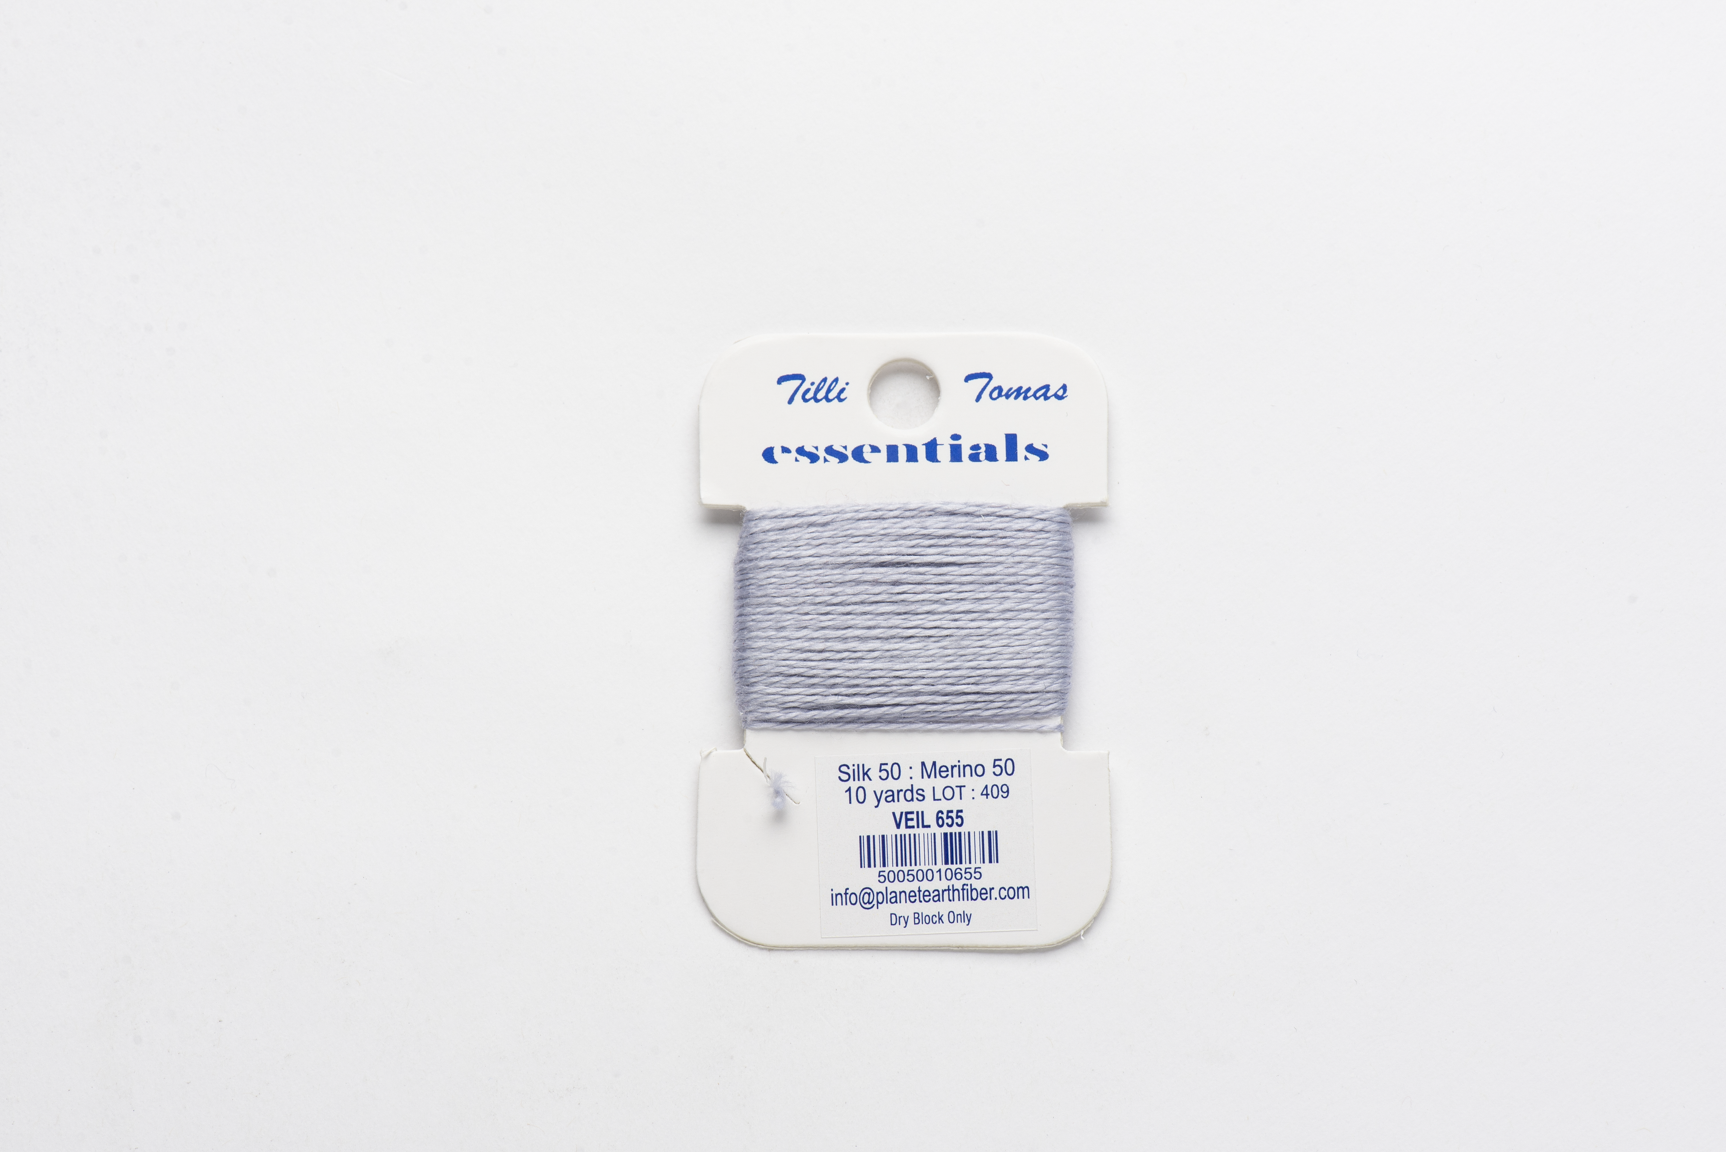 Tilli Tomas
essentials
Silk 50 : Merino 50
10 yards LOT : 409
VEIL 655
50050010655
info@planetearthfiber.com
Dry Block Only